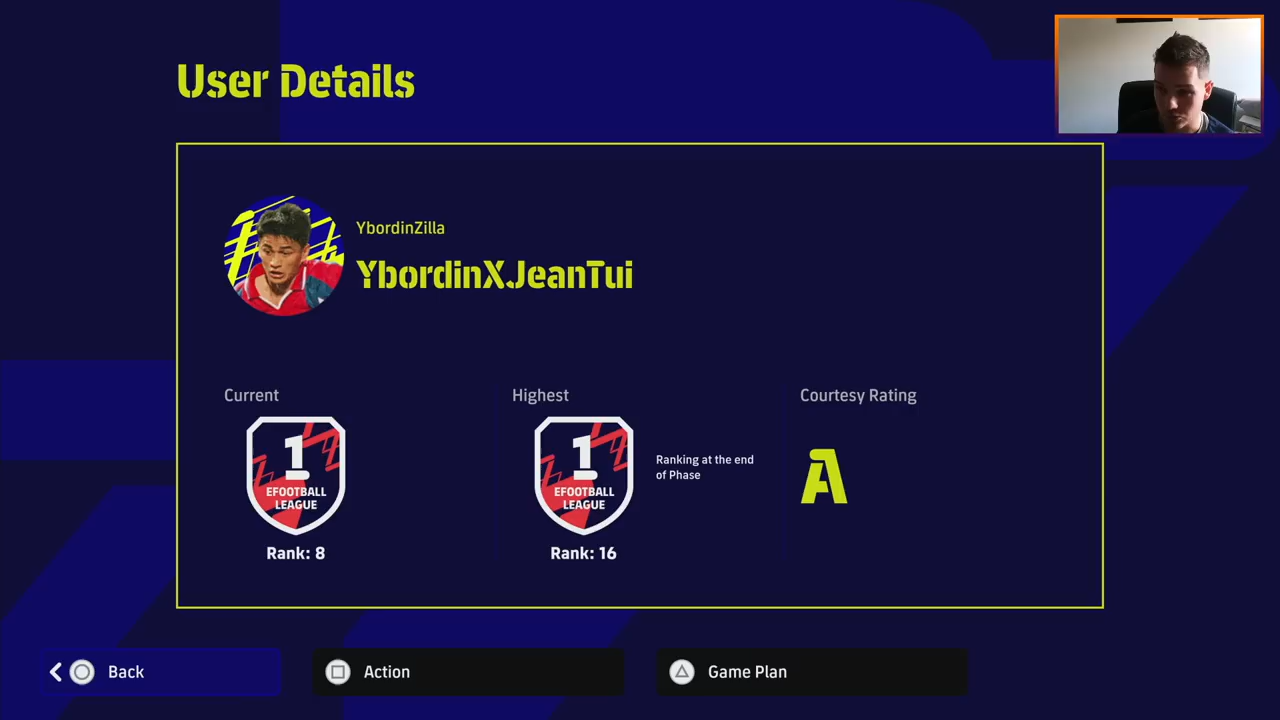 User Details
YbordinZilla
YbordinXJeanTui
Current
Highest
Courtesy Rating
1
EFOOTBALL
LEAGUE
Rank: 8
1
EFOOTBALL
LEAGUE
Rank: 16
Ranking at the end
of Phase
A
Back
Action
Game Plan